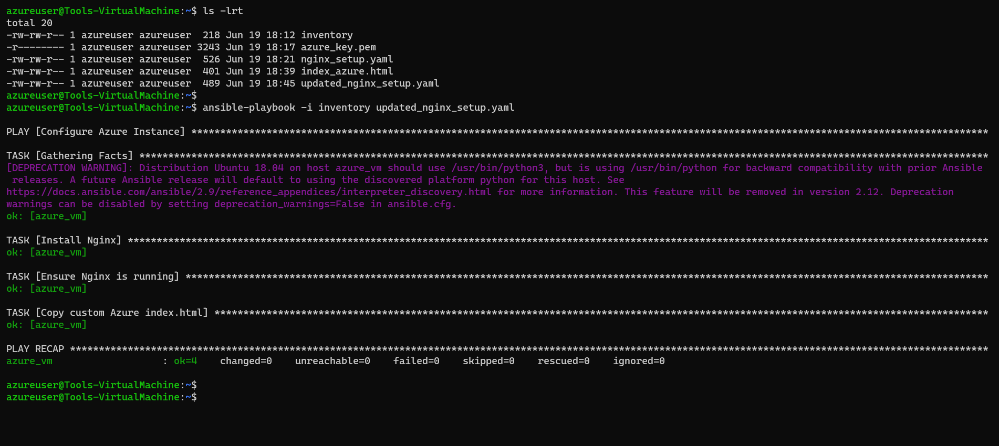 azureuser@Tools-VirtualMachine:~$ ls -lrt
total 20
-rw-rw-r-- 1 azureuser azureuser  218 Jun 19 18:12 inventory
-r-------- 1 azureuser azureuser 3243 Jun 19 18:17 azure_key.pem
-rw-rw-r-- 1 azureuser azureuser  526 Jun 19 18:21 nginx_setup.yaml
-rw-rw-r-- 1 azureuser azureuser  401 Jun 19 18:39 index_azure.html
-rw-rw-r-- 1 azureuser azureuser  489 Jun 19 18:45 updated_nginx_setup.yaml
azureuser@Tools-VirtualMachine:~$
azureuser@Tools-VirtualMachine:~$ ansible-playbook -i inventory updated_nginx_setup.yaml
PLAY [Configure Azure Instance] ******************************************************************************************************************************************
TASK [Gathering Facts] ***************************************************************************************************************************************************
[DEPRECATION WARNING]: Distribution Ubuntu 18.04 on host azure_vm should use /usr/bin/python3, but is using /usr/bin/python for backward compatibility with prior Ansible
 releases. A future Ansible release will default to using the discovered platform python for this host. See
https://docs.ansible.com/ansible/2.9/reference_appendices/interpreter_discovery.html for more information. This feature will be removed in version 2.12. Deprecation
warnings can be disabled by setting deprecation_warnings=False in ansible.cfg.
ok: [azure_vm]
TASK [Install Nginx] *****************************************************************************************************************************************************
ok: [azure_vm]
TASK [Ensure Nginx is running] *******************************************************************************************************************************************
ok: [azure_vm]
TASK [Copy custom Azure index.html] **************************************************************************************************************************************
ok: [azure_vm]
PLAY RECAP ***************************************************************************************************************************************************************
azure_vm                   : ok=4    changed=0    unreachable=0    failed=0    skipped=0    rescued=0    ignored=0
azureuser@Tools-VirtualMachine:~$
azureuser@Tools-VirtualMachine:~$